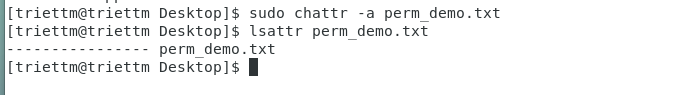 [triettm@triettm Desktop]$ sudo chattr -a perm_demo.txt
[triettm@triettm Desktop]$ lsattr perm_demo.txt
---------------- perm_demo.txt
[triettm@triettm Desktop]$